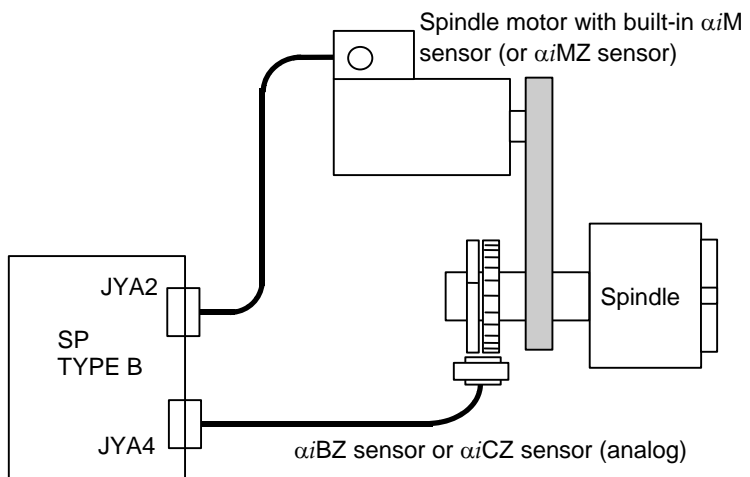 Spindle motor with built-in αiM
sensor (or αiMZ sensor)
JYA2
SP
TYPE B
Spindle
JYA4
αiBZ sensor or αiCZ sensor (analog)